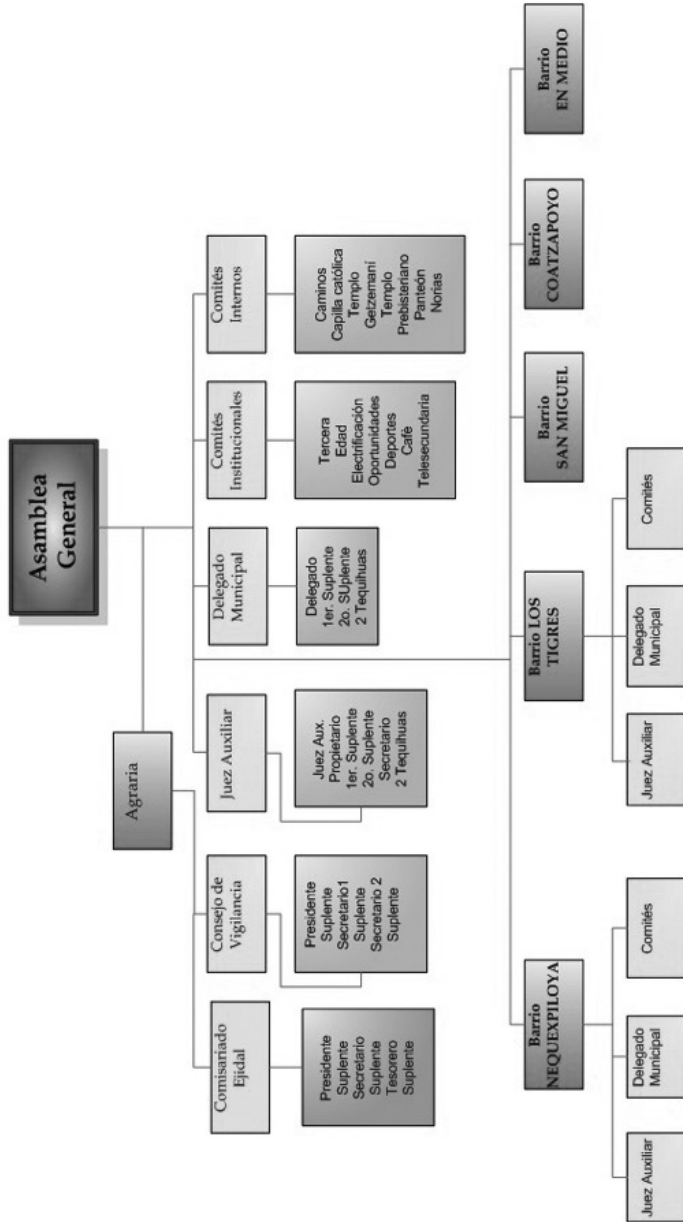 Asamblea
General
Agraria
Comisariado
Ejidal
Consejo de
Vigilancia
Juez Auxiliar
Delegado
Municipal
Comités
Institucionales
Comités
Internos
Presidente
Suplente
Secretario
Suplente
Tesorero
Suplente
Presidente
Suplente
Secretario1
Suplente
Secretario 2
Suplente
Juez Aux.
Propietario
1er. Suplente
2o. Suplente
Secretario
2 Tequihuas
Delegado
1er. Suplente
2o. SUplente
2 Tequihuas
Tercera
Edad
Electrificación
Oportunidades
Deportes
Café
Telesecundaria
Caminos
Capilla católica
Templo
Getzemaní
Templo
Prebisteriano
Panteón
Norias
Barrio
NEQUEXPILOYA
Barrio LOS
TIGRES
Barrio
SAN MIGUEL
Barrio
COATZAPOYO
Barrio
EN MEDIO
Juez Auxiliar
Delegado
Municipal
Comités
Juez Auxiliar
Delegado
Municipal
Comités